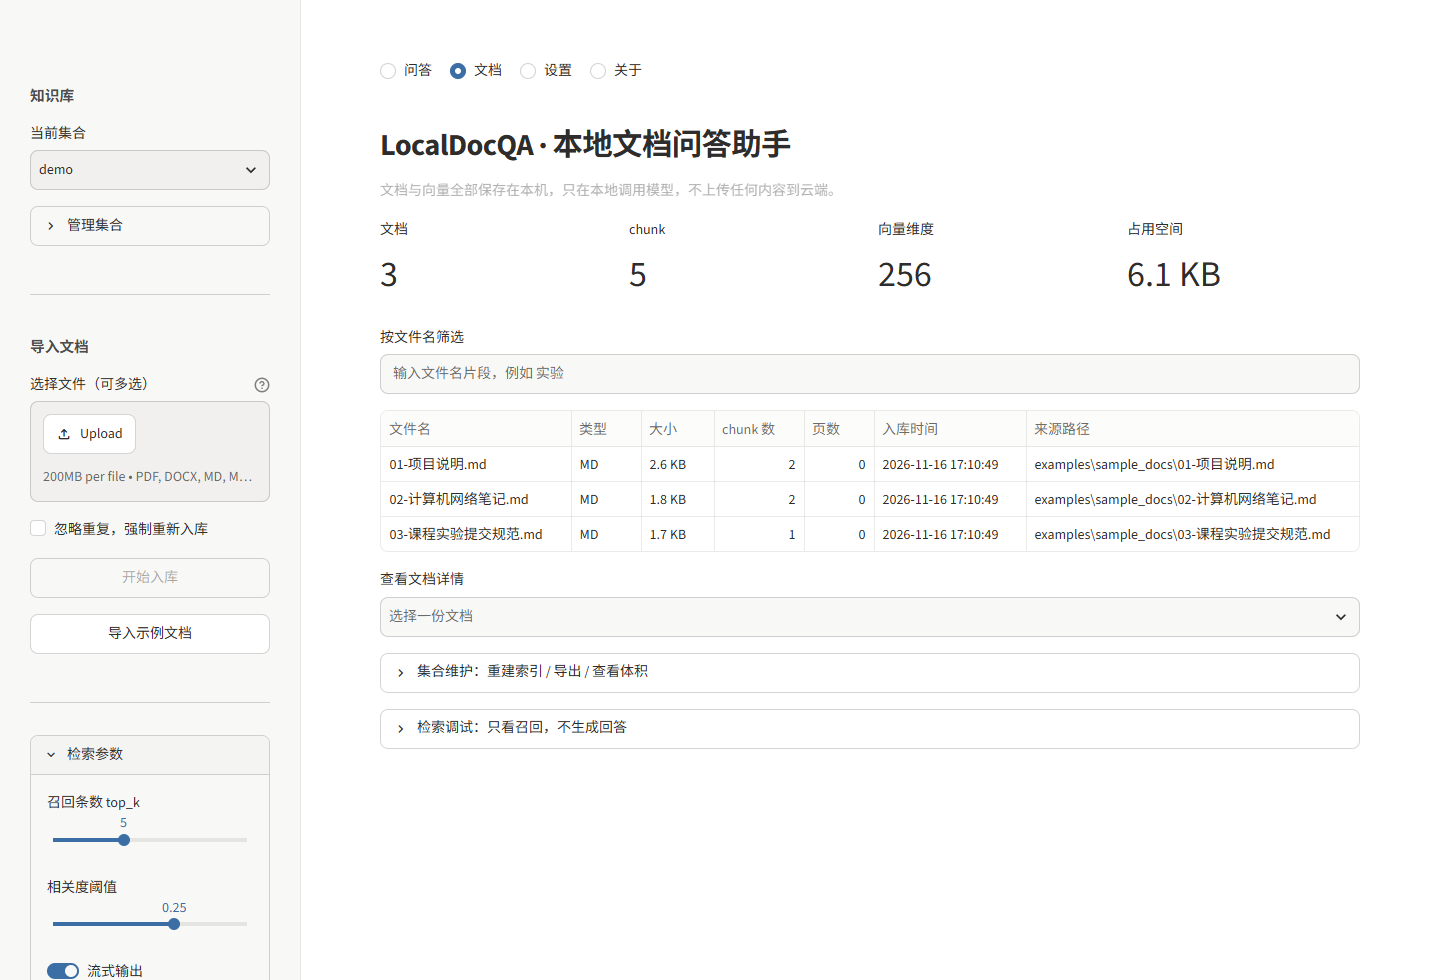 知识库
当前集合
demo
管理集合
导入文档
选择文件（可多选）
Upload
200MB per file • PDF, DOCX, MD, M…
忽略重复，强制重新入库
开始入库
导入示例文档
检索参数
召回条数 top_k
5
相关度阈值
0.25
流式输出
问答 文档 设置 关于
LocalDocQA · 本地文档问答助手
文档与向量全部保存在本机，只在本地调用模型，不上传任何内容到云端。
文档 chunk 向量维度 占用空间
3 5 256 6.1 KB
按文件名筛选
输入文件名片段，例如 实验
文件名 类型 大小 chunk 数 页数 入库时间 来源路径
01-项目说明.md MD 2.6 KB 2 0 2026-11-16 17:10:49 examples\sample_docs\01-项目说明.md
02-计算机网络笔记.md MD 1.8 KB 2 0 2026-11-16 17:10:49 examples\sample_docs\02-计算机网络笔记.md
03-课程实验提交规范.md MD 1.7 KB 1 0 2026-11-16 17:10:49 examples\sample_docs\03-课程实验提交规范.md
查看文档详情
选择一份文档
集合维护：重建索引 / 导出 / 查看体积
检索调试：只看召回，不生成回答